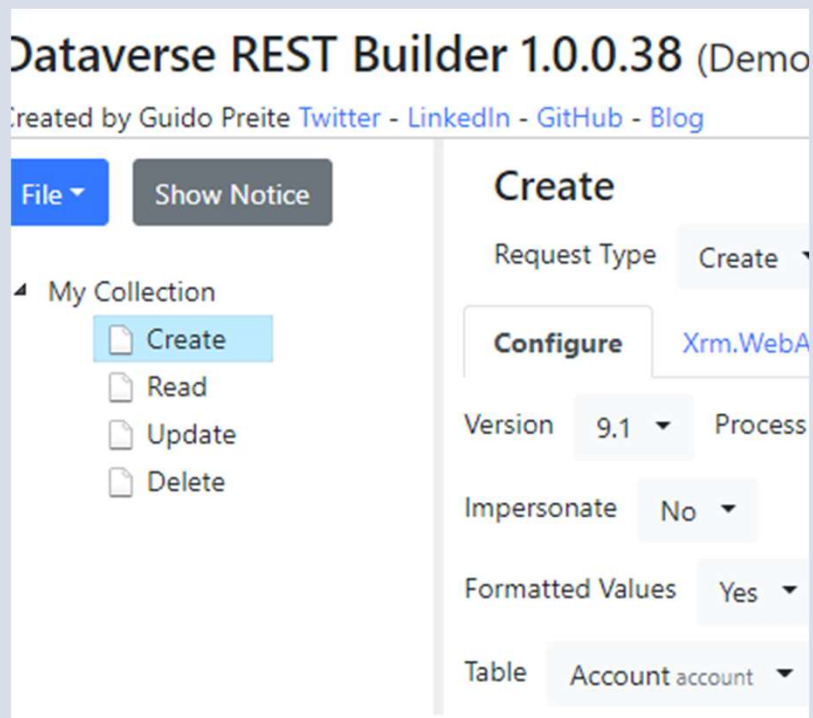 Dataverse REST Builder 1.0.0.38 (Demo
Created by Guido Preite Twitter - LinkedIn - GitHub - Blog
File
Show Notice
My Collection
Create
Read
Update
Delete
Create
Request Type Create
Configure Xrm.WebA
Version 9.1 Process
Impersonate No
Formatted Values Yes
Table Account account